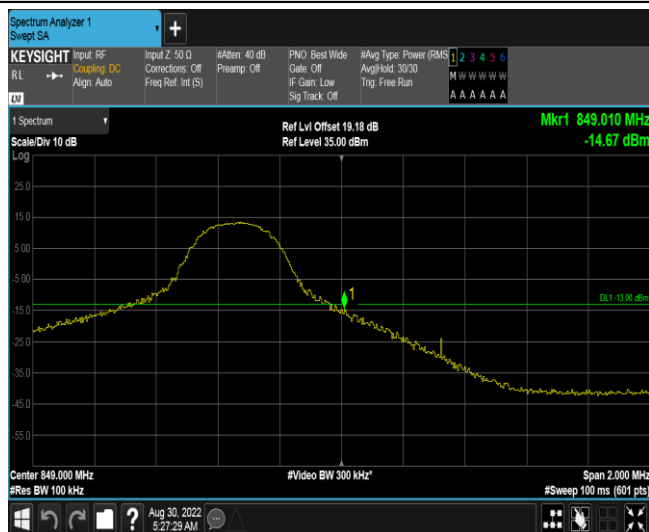 Spectrum Analyzer 1
Swept SA
KEYSIGHT
RL
Input: RF
Coupling: DC
Align: Auto
Input Z: 50 Ω
Corrections: Off
Freq Ref: Int (S)
#Atten: 40 dB
Preamp: Off
PNO: Best Wide
Gate: Off
IF Gain: Low
Sig Track: Off
#Avg Type: Power (RMS
Avg|Hold: 30/30
Trig: Free Run
1 2 3 4 5 6
M W W W W W
A A A A A A
LXI
1 Spectrum
Scale/Div 10 dB
Ref Lvl Offset 19.18 dB
Ref Level 35.00 dBm
Mkr1 849.010 MHz
-14.67 dBm
Log
25.0
15.0
5.00
-5.00
1
DL1 -13.00 dBm
-15.0
-25.0
-35.0
-45.0
-55.0
Center 849.000 MHz
#Video BW 300 kHz*
Span 2.000 MHz
#Res BW 100 kHz
#Sweep 100 ms (601 pts)
?
Aug 30, 2022
5:27:29 AM